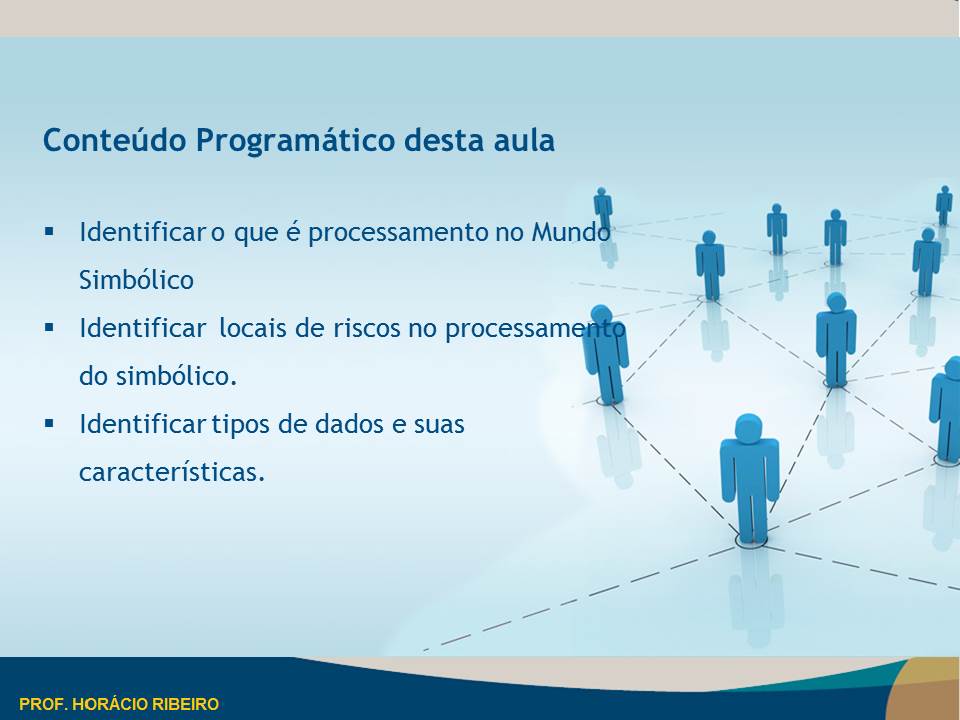 Conteúdo Programático desta aula
▪ Identificar o que é processamento no Mundo
Simbólico
▪ Identificar locais de riscos no processamento
do simbólico.
▪ Identificar tipos de dados e suas
características.
PROF. HORÁCIO RIBEIRO